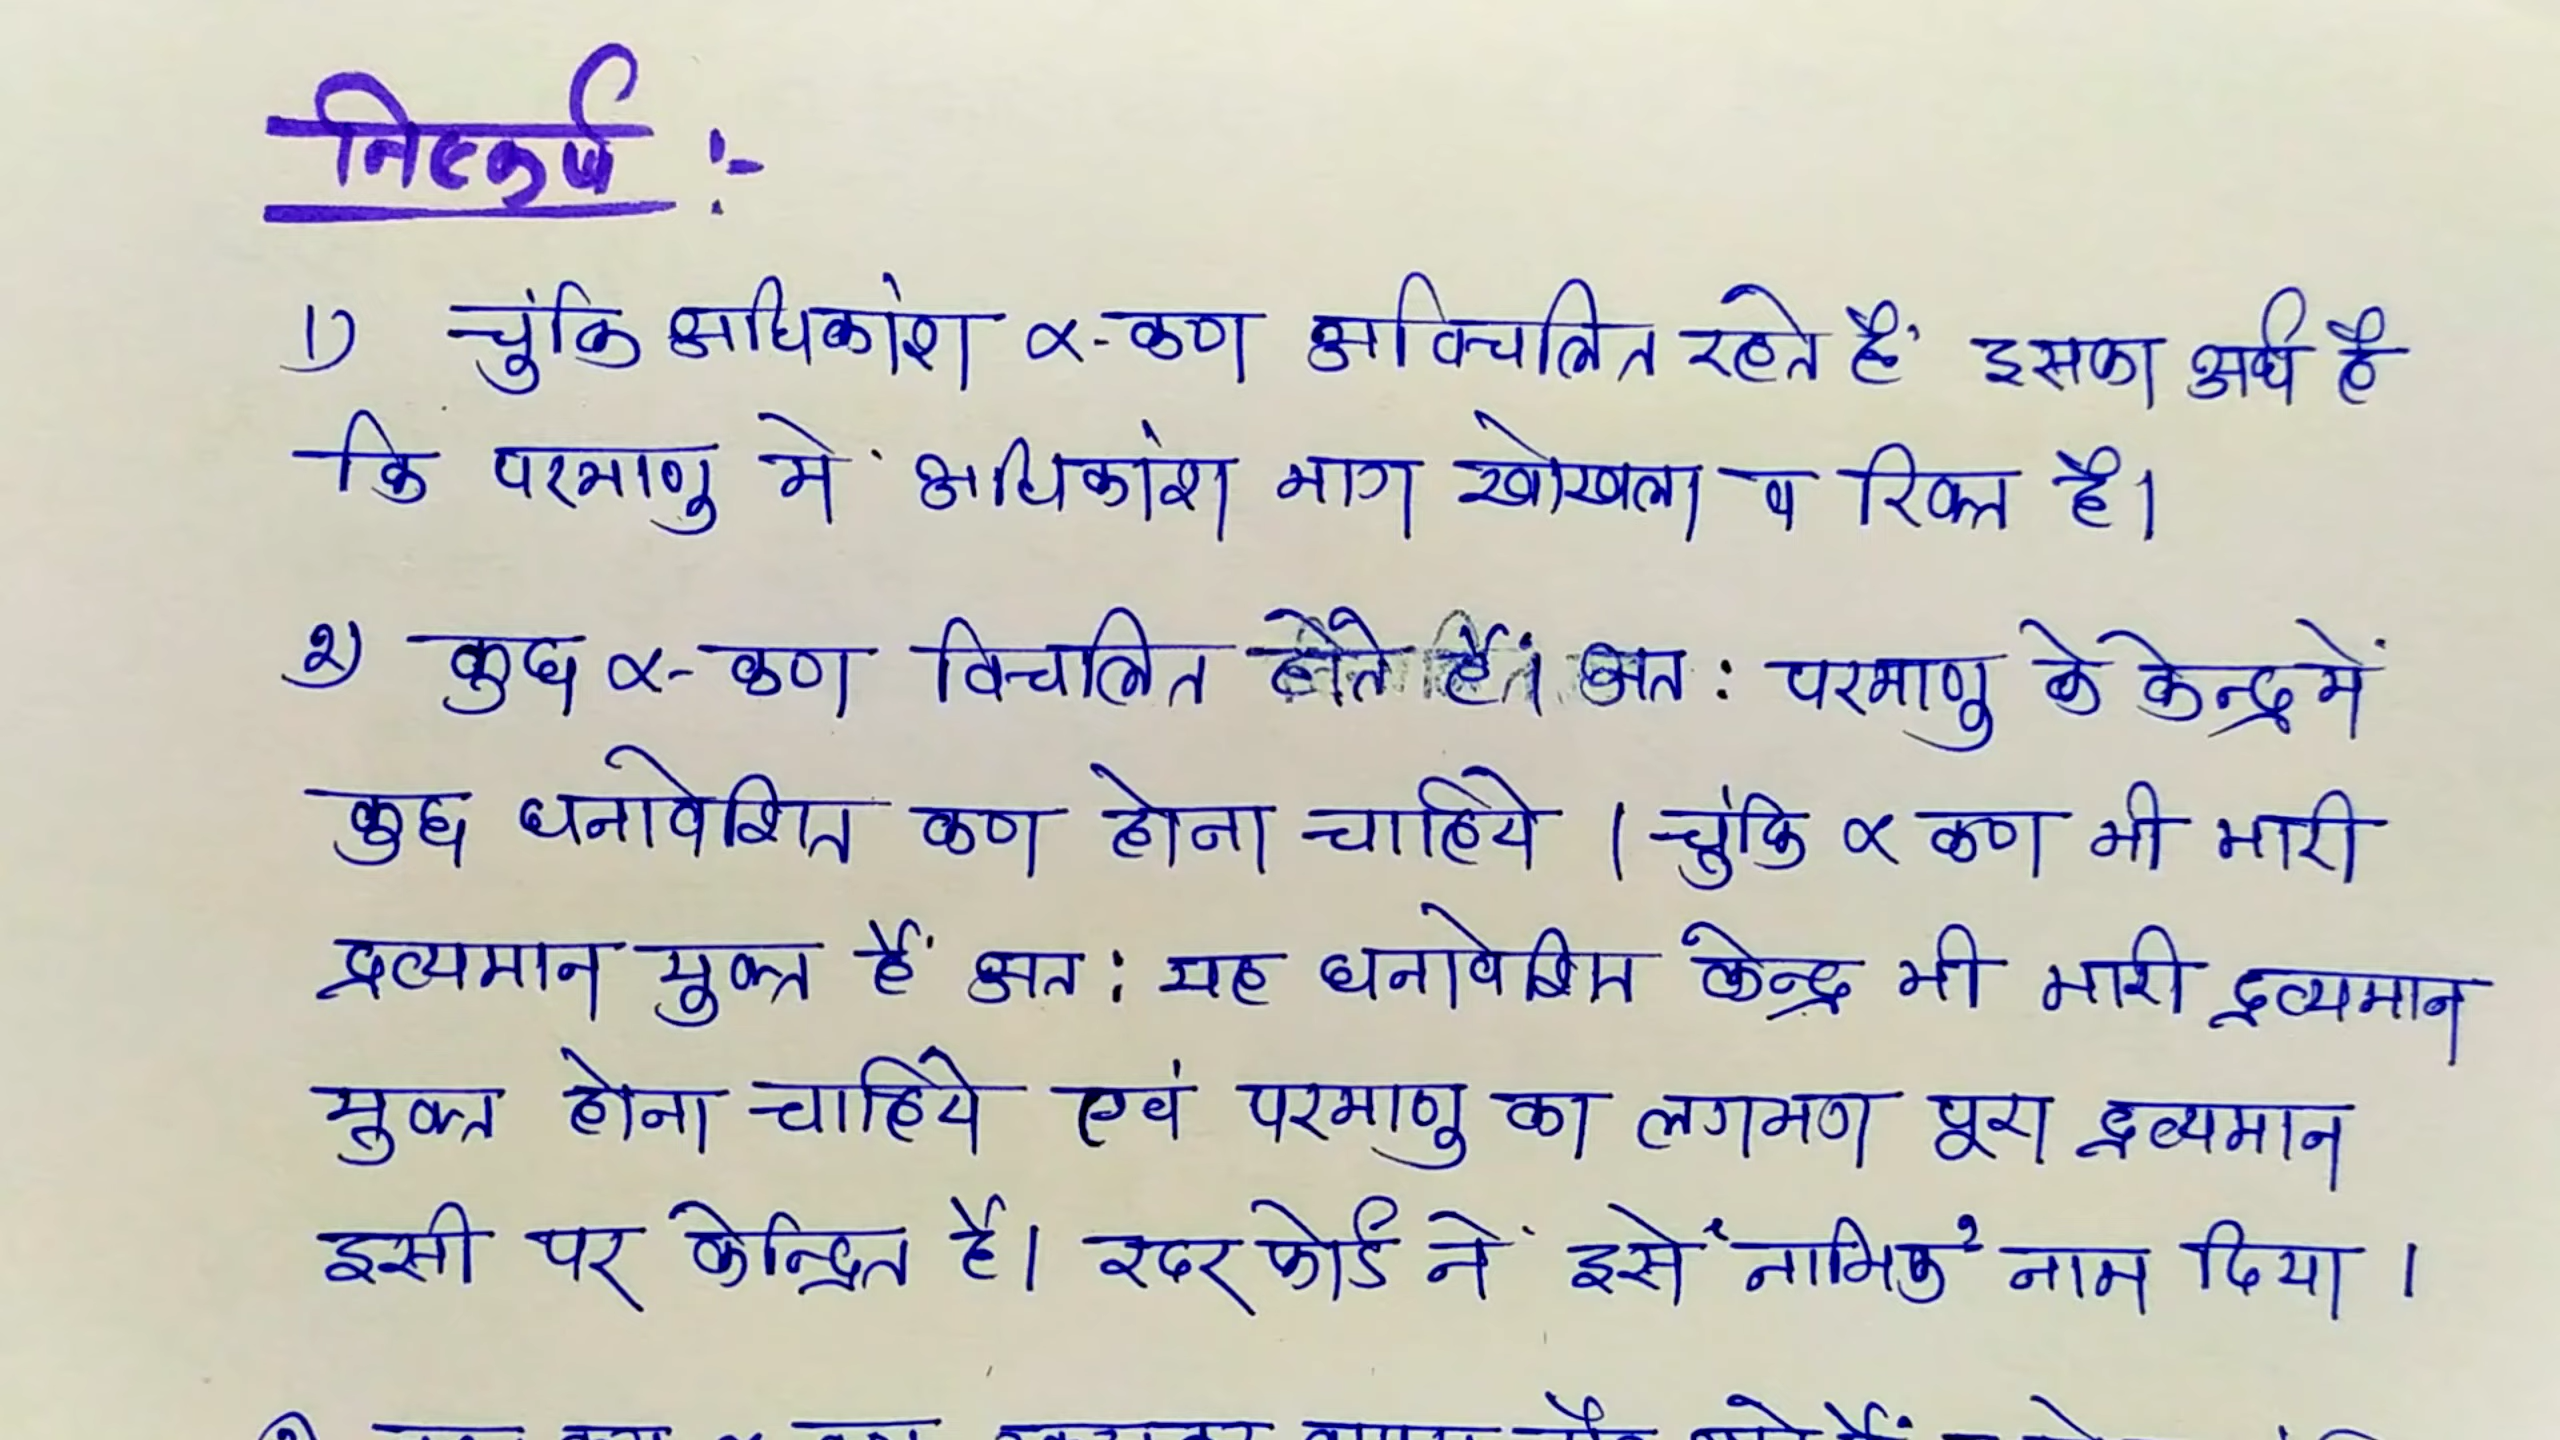 निष्कर्ष :-
1) चुंकि अधिकांश α-कण अविचलित रहते हैं इसका अर्थ है
कि परमाणु में अधिकांश भाग खोखला व रिक्त है।
2) कुछ α-कण विचलित होते हैं। अत: परमाणु के केन्द्र में
कुछ धनावेशित कण होना चाहिये । चुंकि α कण भी भारी
द्रव्यमान युक्त हैं अत: यह धनावेशित केन्द्र भी भारी द्रव्यमान
युक्त होना चाहिये एवं परमाणु का लगभग पूरा द्रव्यमान
इसी पर केन्द्रित है। रदरफोर्ड नें इसे 'नाभिक' नाम दिया ।